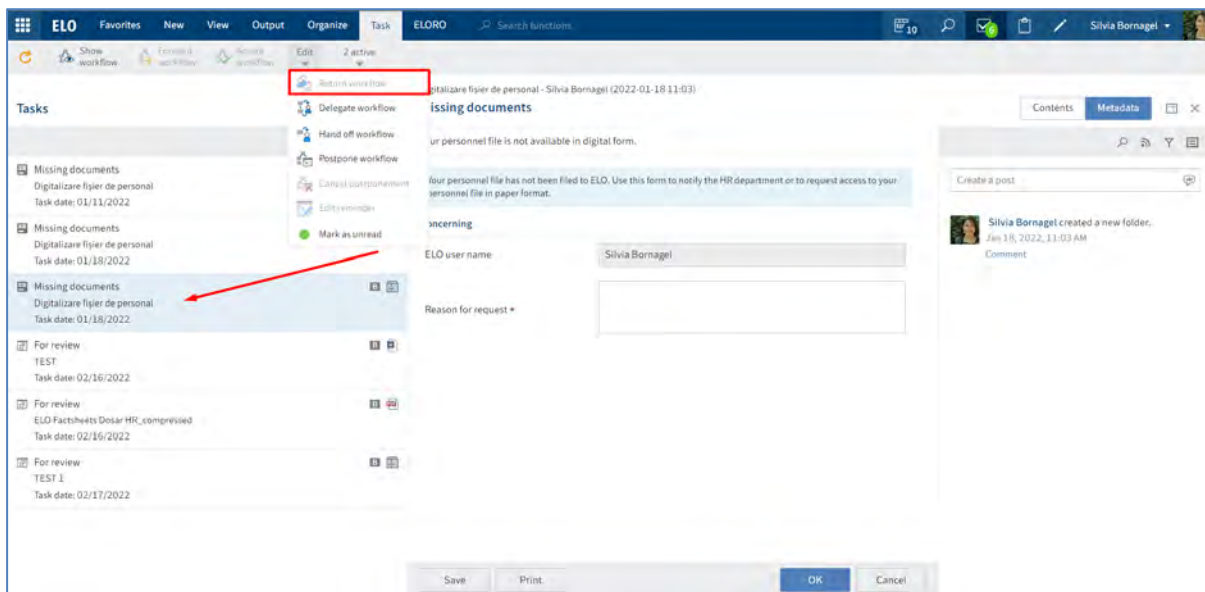 ELO Favorites New View Output Organize Task ELORO Search functions 10 6 Silvia Bornagel
Show workflow Forward workflow Accept workflow Edit 2 active
Return workflow
Delegate workflow
Hand off workflow
Postpone workflow
Cancel postponement
Edit reminder
Mark as unread
Tasks
Missing documents
Digitalizare fișier de personal
Task date: 01/11/2022
Missing documents
Digitalizare fișier de personal
Task date: 01/18/2022
Missing documents
Digitalizare fișier de personal
Task date: 01/18/2022
For review
TEST
Task date: 02/16/2022
For review
ELO Factsheets Dosar HR_compressed
Task date: 02/16/2022
For review
TEST 1
Task date: 02/17/2022
gitalizare fișier de personal - Silvia Bornagel (2022-01-18 11:03)
issing documents
ur personnel file is not available in digital form.
Your personnel file has not been filed to ELO. Use this form to notify the HR department or to request access to your
personnel file in paper format.
oncerning
ELO user name Silvia Bornagel
Reason for request *
Save Print OK Cancel
Contents Metadata
Create a post
Silvia Bornagel created a new folder.
Jan 18, 2022, 11:03 AM
Comment